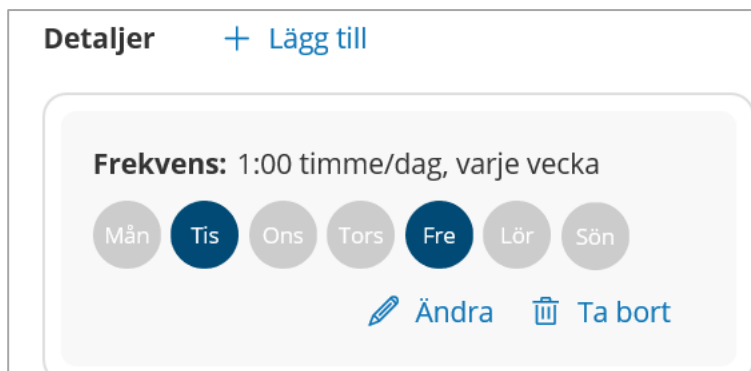 Detaljer + Lägg till
Frekvens: 1:00 timme/dag, varje vecka
Mån Tis Ons Tors Fre Lör Sön
Ändra Ta bort